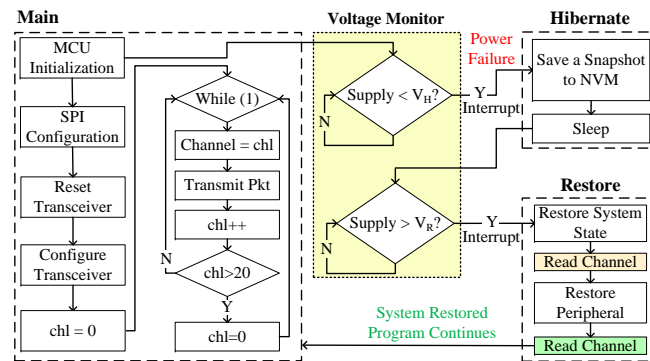 Main
MCU
Initialization
SPI
Configuration
Reset
Transceiver
Configure
Transceiver
chl = 0
While (1)
Channel = chl
Transmit Pkt
chl++
chl>20
N
Y
chl=0
Voltage Monitor
Supply < VH?
N
Y
Interrupt
Power
Failure
Supply > VR?
N
Y
Interrupt
Hibernate
Save a Snapshot
to NVM
Sleep
Restore
Restore System
State
Read Channel
Restore
Peripheral
Read Channel
System Restored
Program Continues